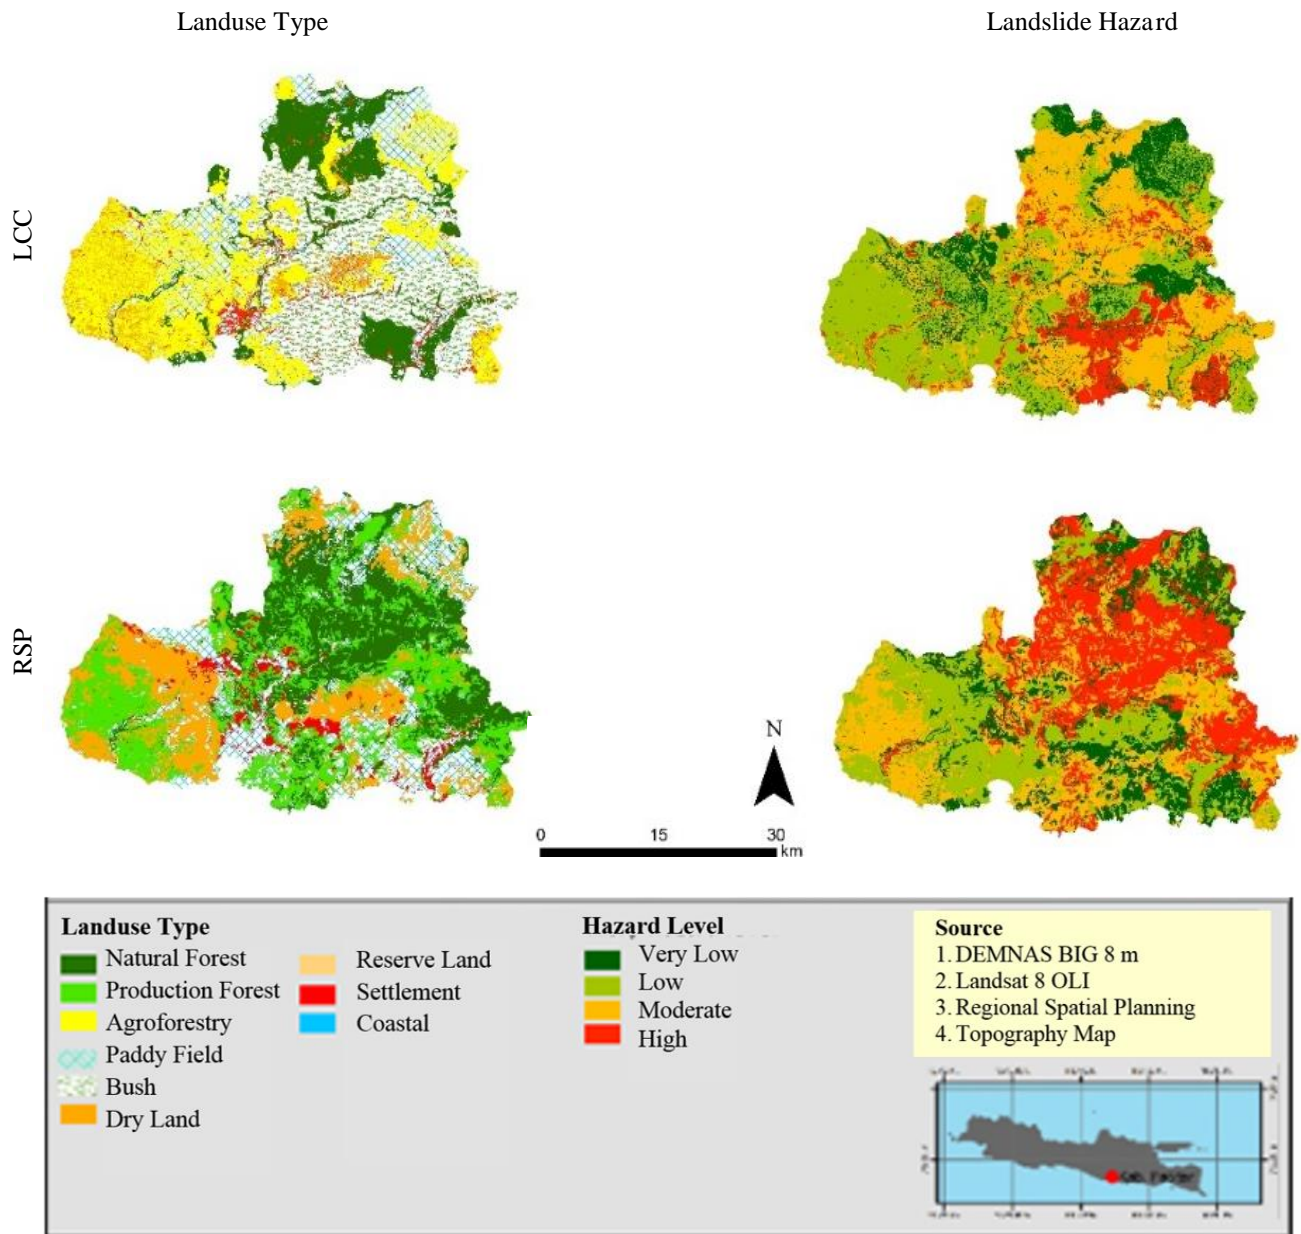 Landuse Type
Landslide Hazard
LCC
RSP
N
0 15 30
km
Landuse Type
Natural Forest
Production Forest
Agroforestry
Paddy Field
Bush
Dry Land
Reserve Land
Settlement
Coastal
Hazard Level
Very Low
Low
Moderate
High
Source
1. DEMNAS BIG 8 m
2. Landsat 8 OLI
3. Regional Spatial Planning
4. Topography Map